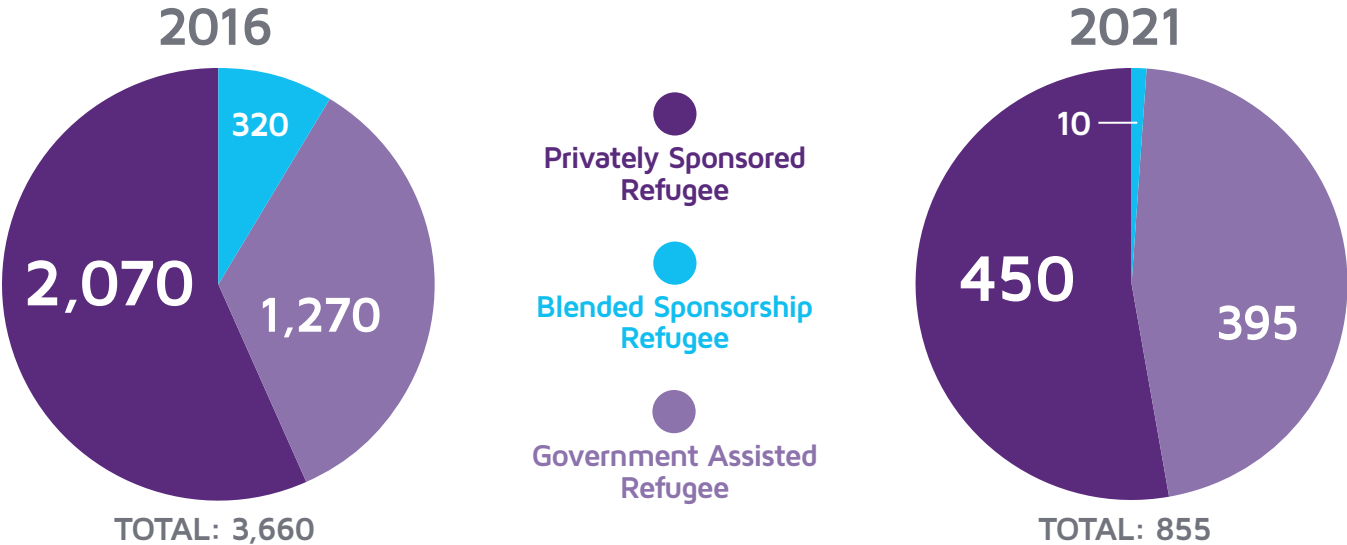 2016
320
2,070
1,270
TOTAL: 3,660
Privately Sponsored
Refugee
Blended Sponsorship
Refugee
Government Assisted
Refugee
2021
10
450
395
TOTAL: 855